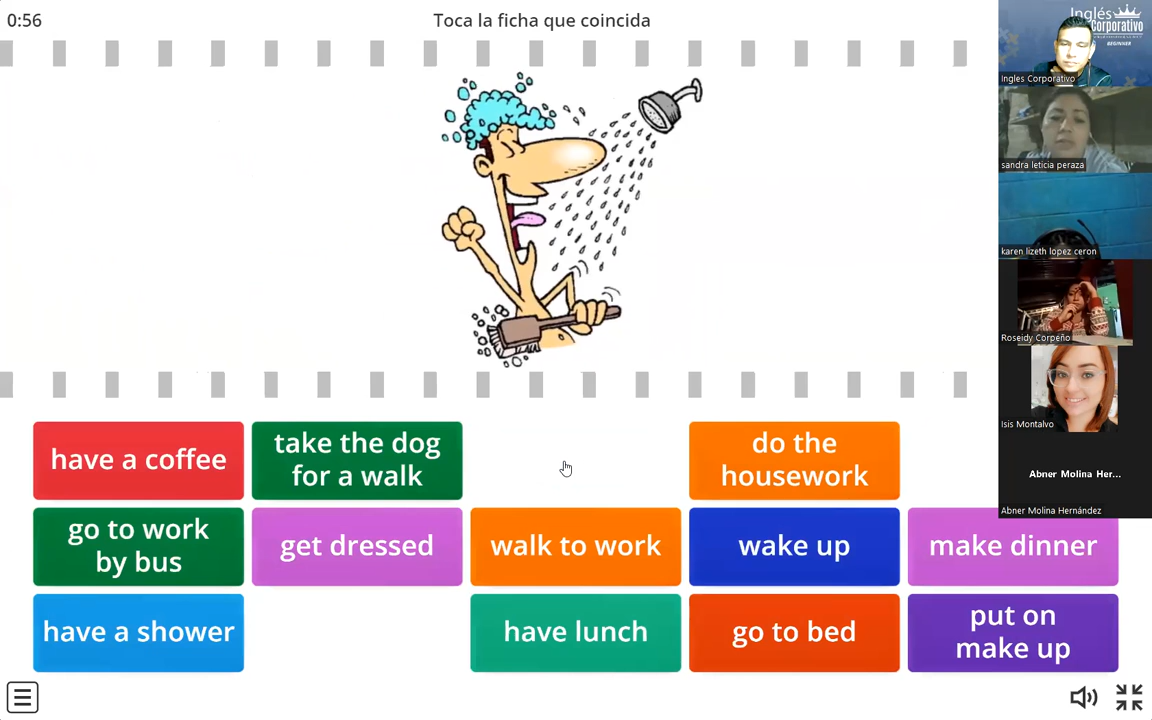 0:56
Toca la ficha que coincida
Inglés
Corporativo
BEGINNER
Ingles Corporativo
sandra leticia peraza
karen lizeth lopez ceron
Roseidy Corpeño
Isis Montalvo
Abner Molina Her...
Abner Molina Hernández
have a coffee
take the dog
for a walk
do the
housework
go to work
by bus
get dressed
walk to work
wake up
make dinner
have a shower
have lunch
go to bed
put on
make up